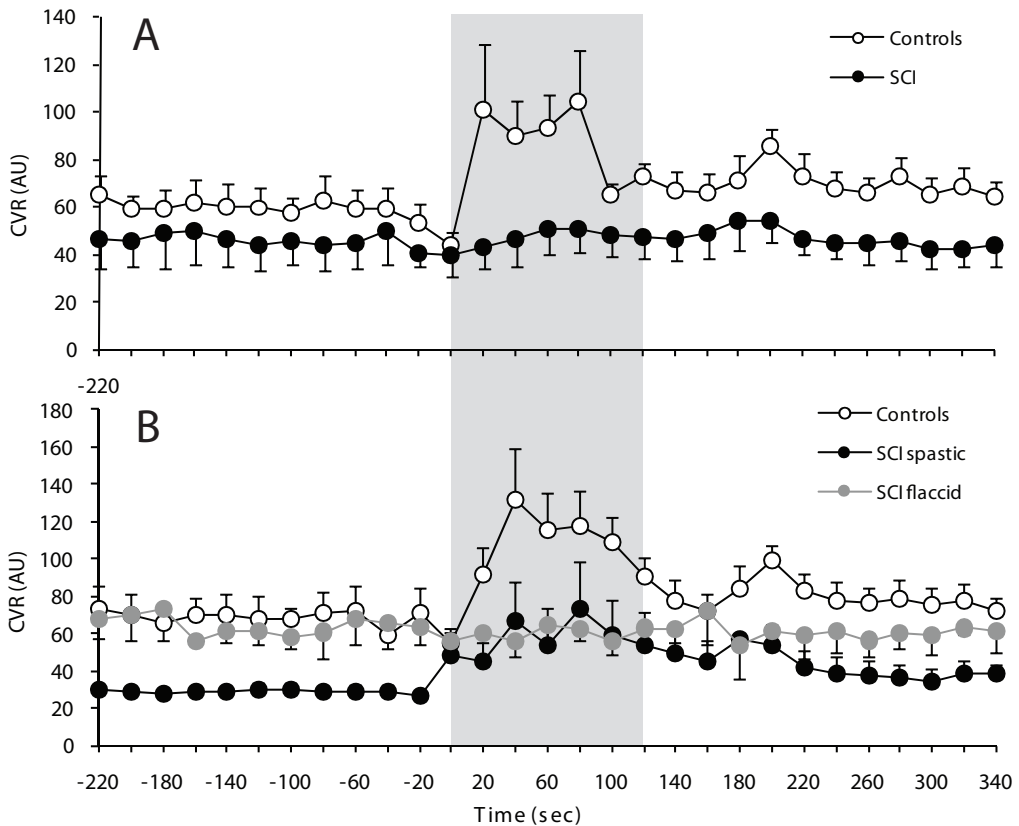 140
120
100
80
60
40
20
0
CVR (AU)
A
Controls
SCI
-220
180
160
140
120
100
80
60
40
20
0
CVR (AU)
B
Controls
SCI spastic
SCI flaccid
-220 -180 -140 -100 -60 -20 20 60 100 140 180 220 260 300 340
Time (sec)